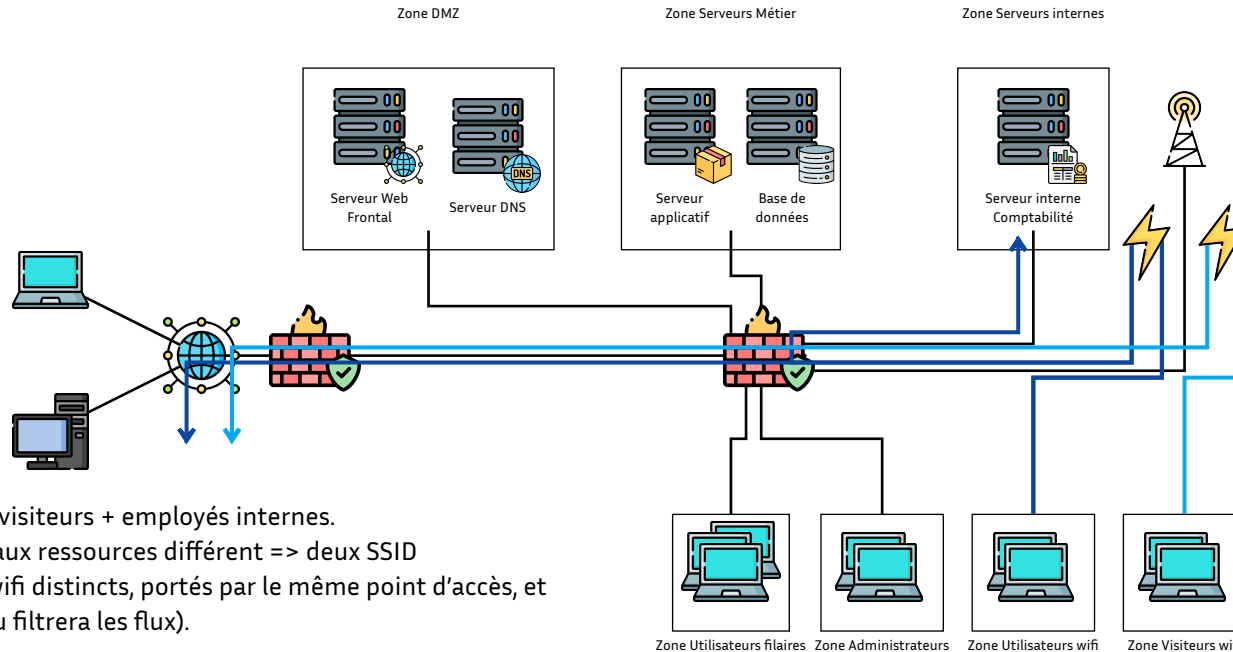 Zone DMZ
Zone Serveurs Métier
Zone Serveurs internes
Serveur Web
Frontal
DNS
Serveur DNS
Serveur
applicatif
Base de
données
Serveur interne
Comptabilité
visiteurs + employés internes.
aux ressources différent => deux SSID
wifi distincts, portés par le même point d'accès, et
u filtrera les flux).
Zone Utilisateurs filaires
Zone Administrateurs
Zone Utilisateurs wifi
Zone Visiteurs wi